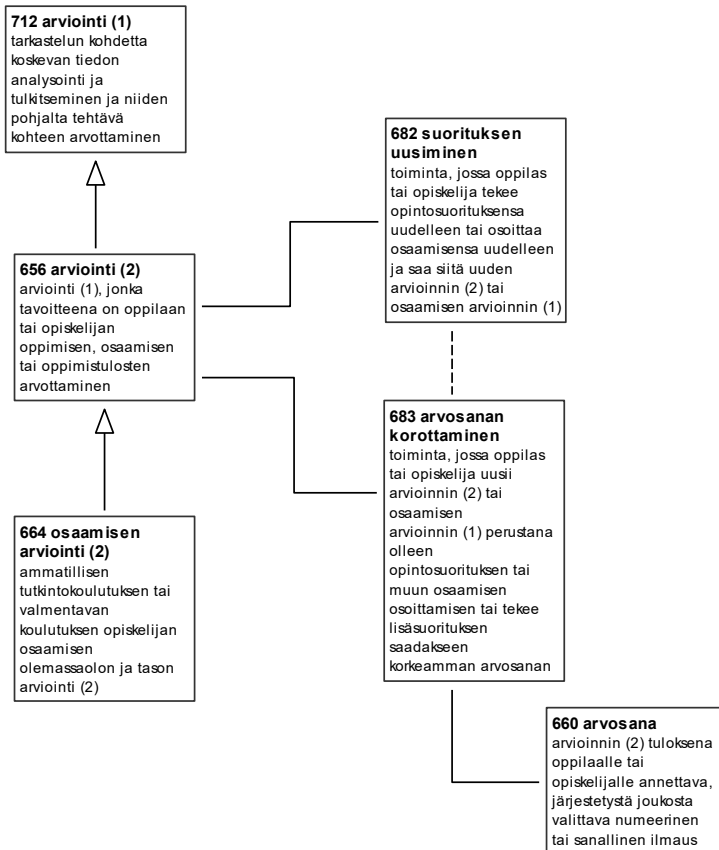 712 arviointi (1)
tarkastelun kohdetta
koskevan tiedon
analysointi ja
tulkitseminen ja niiden
pohjalta tehtävä
kohteen arvottaminen
682 suorituksen
uusiminen
toiminta, jossa oppilas
tai opiskelija tekee
opintosuorituksensa
uudelleen tai osoittaa
osaamisensa uudelleen
ja saa siitä uuden
arvioinnin (2) tai
osaamisen arvioinnin (1)
656 arviointi (2)
arviointi (1), jonka
tavoitteena on oppilaan
tai opiskelijan
oppimisen, osaamisen
tai oppimistulosten
arvottaminen
683 arvosanan
korottaminen
toiminta, jossa oppilas
tai opiskelija uusii
arvioinnin (2) tai
osaamisen
arvioinnin (1) perustana
olleen
opintosuorituksen tai
muun osaamisen
osoittamisen tai tekee
lisäsuorituksen
saadakseen
korkeamman arvosanan
664 osaamisen
arviointi (2)
ammatillisen
tutkintokoulutuksen tai
valmentavan
koulutuksen opiskelijan
osaamisen
olemassaolon ja tason
arviointi (2)
660 arvosana
arvioinnin (2) tuloksena
oppilaalle tai
opiskelijalle annettava,
järjestetystä joukosta
valittava numeerinen
tai sanallinen ilmaus